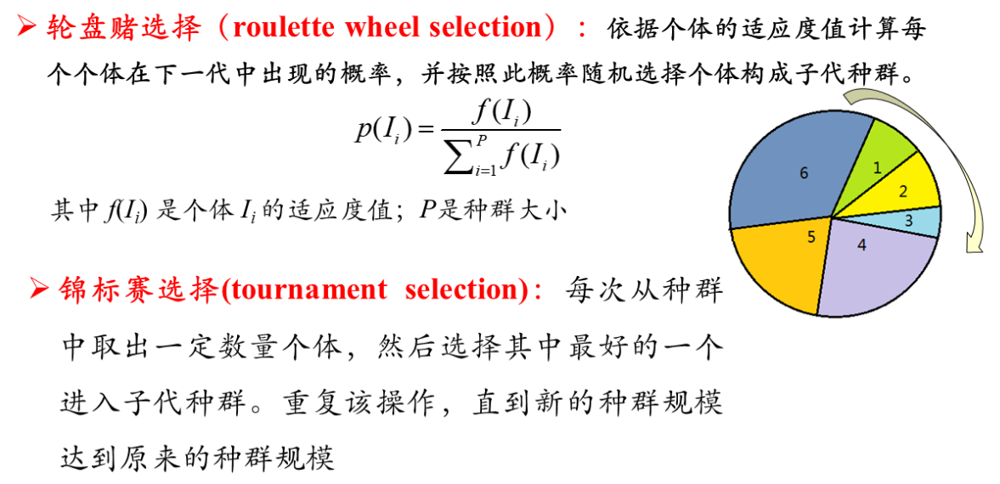 ➢ 轮盘赌选择（roulette wheel selection）：依据个体的适应度值计算每
个个体在下一代中出现的概率，并按照此概率随机选择个体构成子代种群。
p(I_i) = f(I_i) / ∑_{i=1}^{P} f(I_i)
其中 f(I_i) 是个体 I_i 的适应度值；P是种群大小
6
1
2
3
5
4
➢ 锦标赛选择(tournament selection)：每次从种群
中取出一定数量个体，然后选择其中最好的一个
进入子代种群。重复该操作，直到新的种群规模
达到原来的种群规模